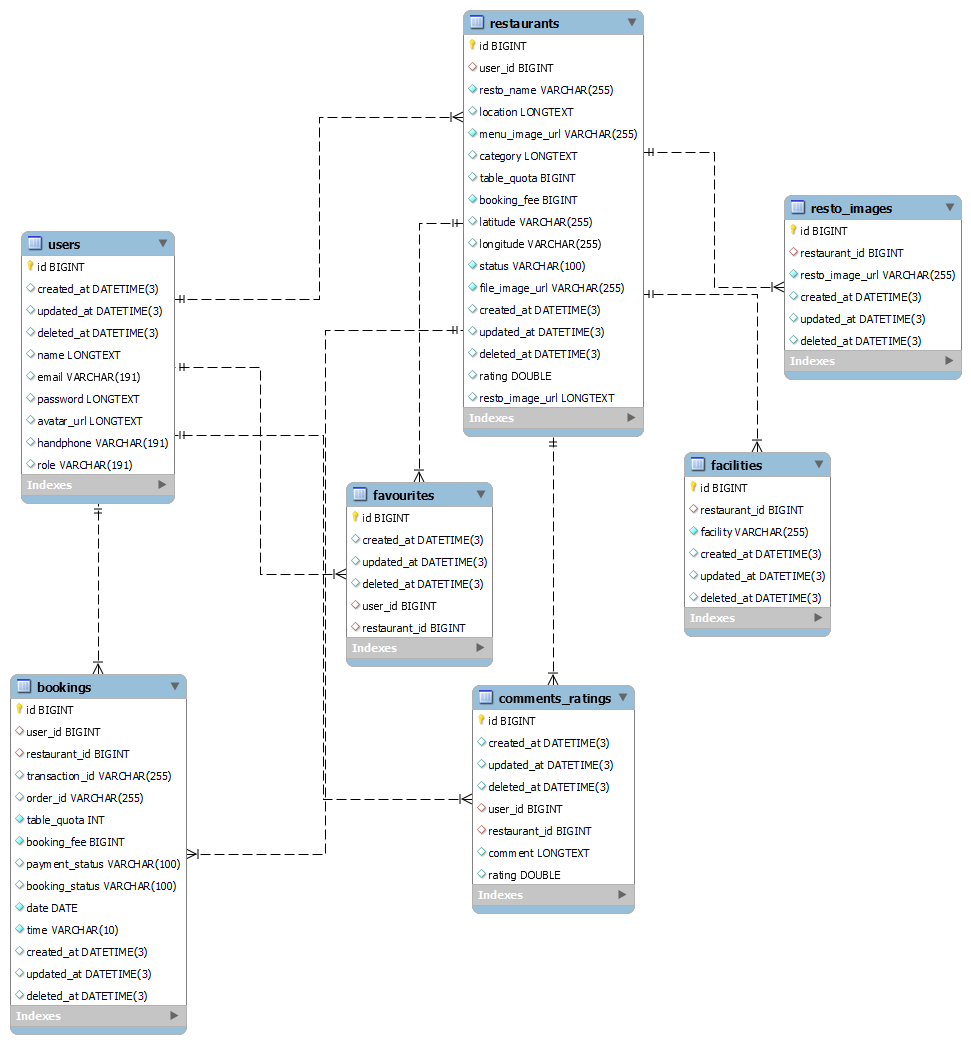 restaurants
id BIGINT
user_id BIGINT
resto_name VARCHAR(255)
location LONGTEXT
menu_image_url VARCHAR(255)
category LONGTEXT
table_quota BIGINT
booking_fee BIGINT
latitude VARCHAR(255)
longitude VARCHAR(255)
status VARCHAR(100)
file_image_url VARCHAR(255)
created_at DATETIME(3)
updated_at DATETIME(3)
deleted_at DATETIME(3)
rating DOUBLE
resto_image_url LONGTEXT
Indexes
resto_images
id BIGINT
restaurant_id BIGINT
resto_image_url VARCHAR(255)
created_at DATETIME(3)
updated_at DATETIME(3)
deleted_at DATETIME(3)
Indexes
users
id BIGINT
created_at DATETIME(3)
updated_at DATETIME(3)
deleted_at DATETIME(3)
name LONGTEXT
email VARCHAR(191)
password LONGTEXT
avatar_url LONGTEXT
handphone VARCHAR(191)
role VARCHAR(191)
Indexes
facilities
id BIGINT
restaurant_id BIGINT
facility VARCHAR(255)
created_at DATETIME(3)
updated_at DATETIME(3)
deleted_at DATETIME(3)
Indexes
favourites
id BIGINT
created_at DATETIME(3)
updated_at DATETIME(3)
deleted_at DATETIME(3)
user_id BIGINT
restaurant_id BIGINT
Indexes
bookings
id BIGINT
user_id BIGINT
restaurant_id BIGINT
transaction_id VARCHAR(255)
order_id VARCHAR(255)
table_quota INT
booking_fee BIGINT
payment_status VARCHAR(100)
booking_status VARCHAR(100)
date DATE
time VARCHAR(10)
created_at DATETIME(3)
updated_at DATETIME(3)
deleted_at DATETIME(3)
Indexes
comments_ratings
id BIGINT
created_at DATETIME(3)
updated_at DATETIME(3)
deleted_at DATETIME(3)
user_id BIGINT
restaurant_id BIGINT
comment LONGTEXT
rating DOUBLE
Indexes